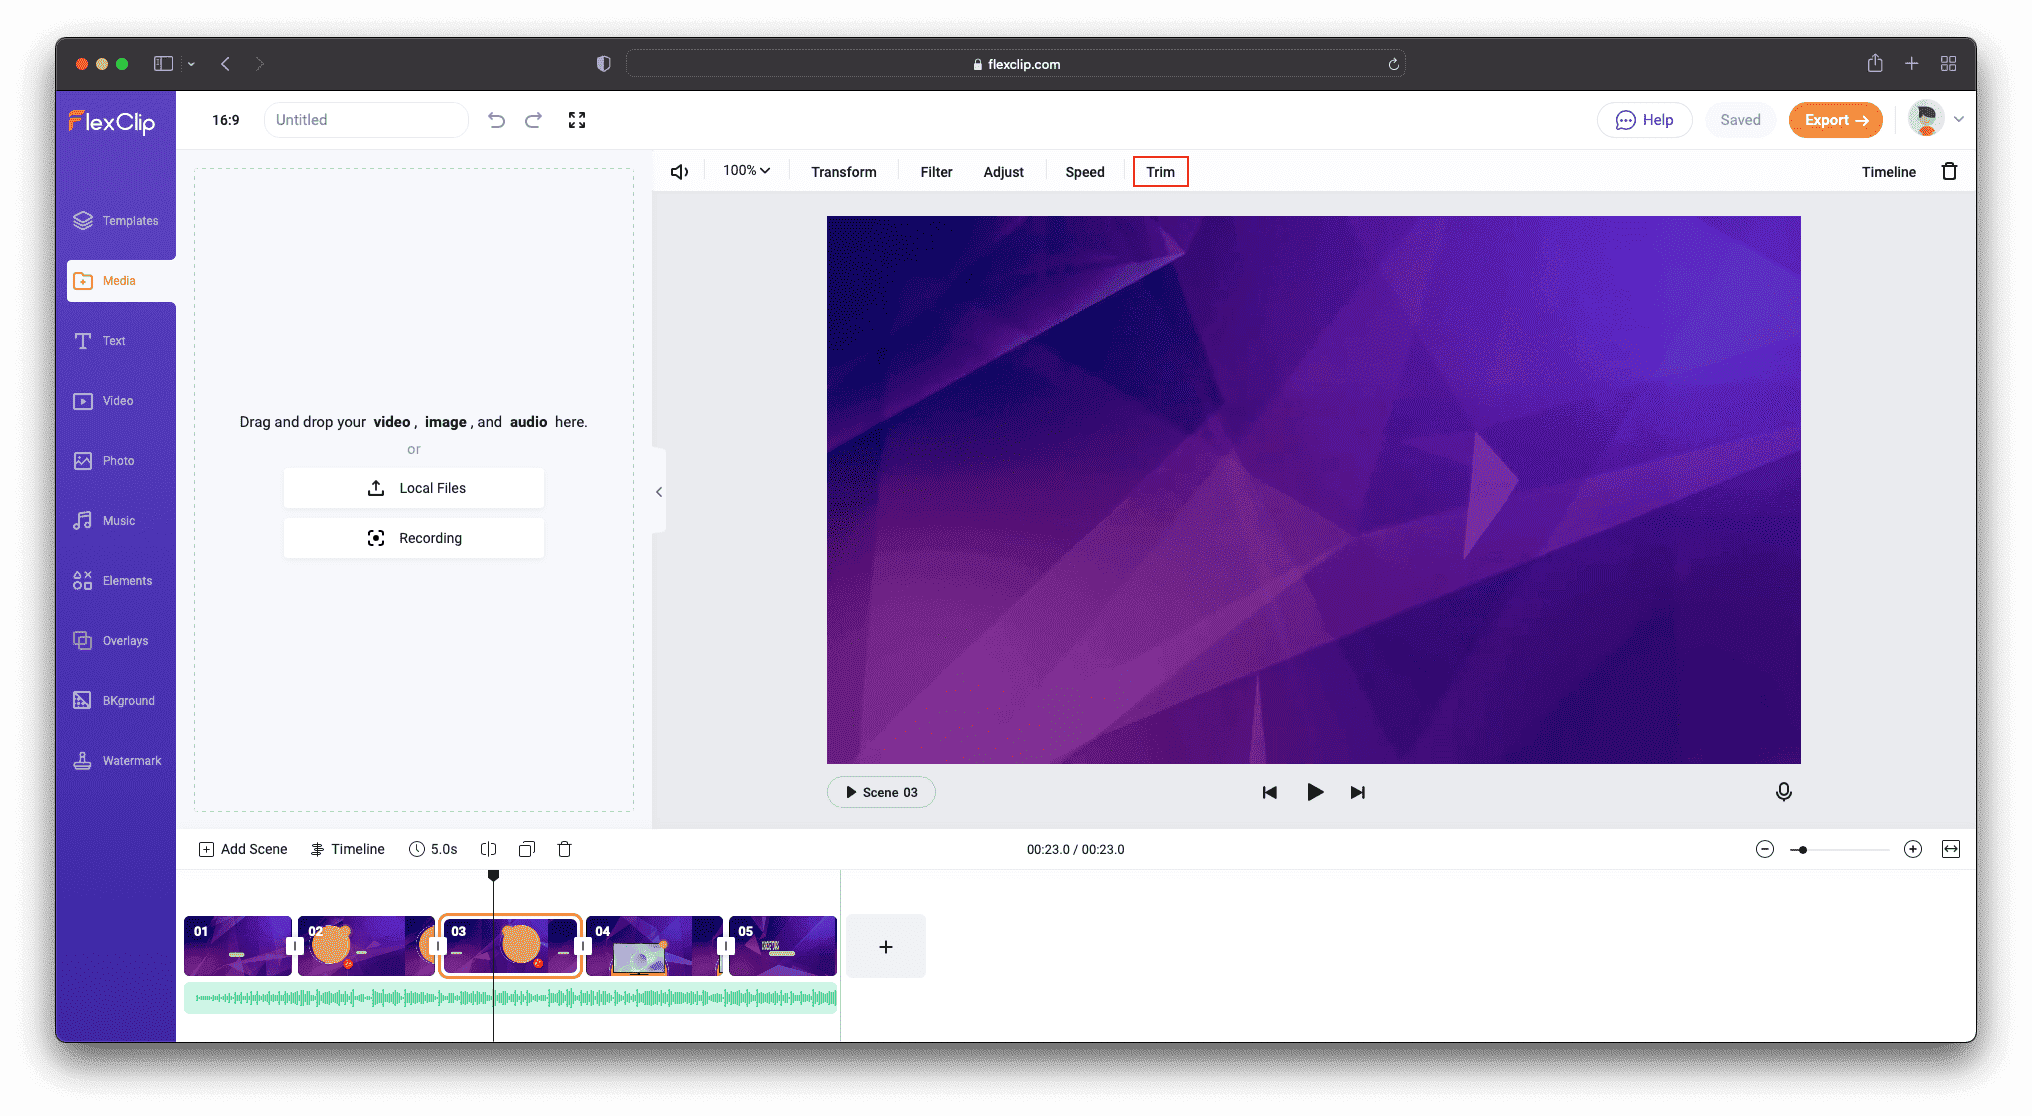 flexclip.com
FlexClip
16:9
Untitled
Help
Saved
Export →
100%
Transform
Filter
Adjust
Speed
Trim
Timeline
Templates
Media
Text
Video
Photo
Music
Elements
Overlays
BKground
Watermark
Drag and drop your video, image, and audio here.
or
Local Files
Recording
Scene 03
Add Scene
Timeline
5.0s
00:23.0 / 00:23.0
01
02
03
04
05